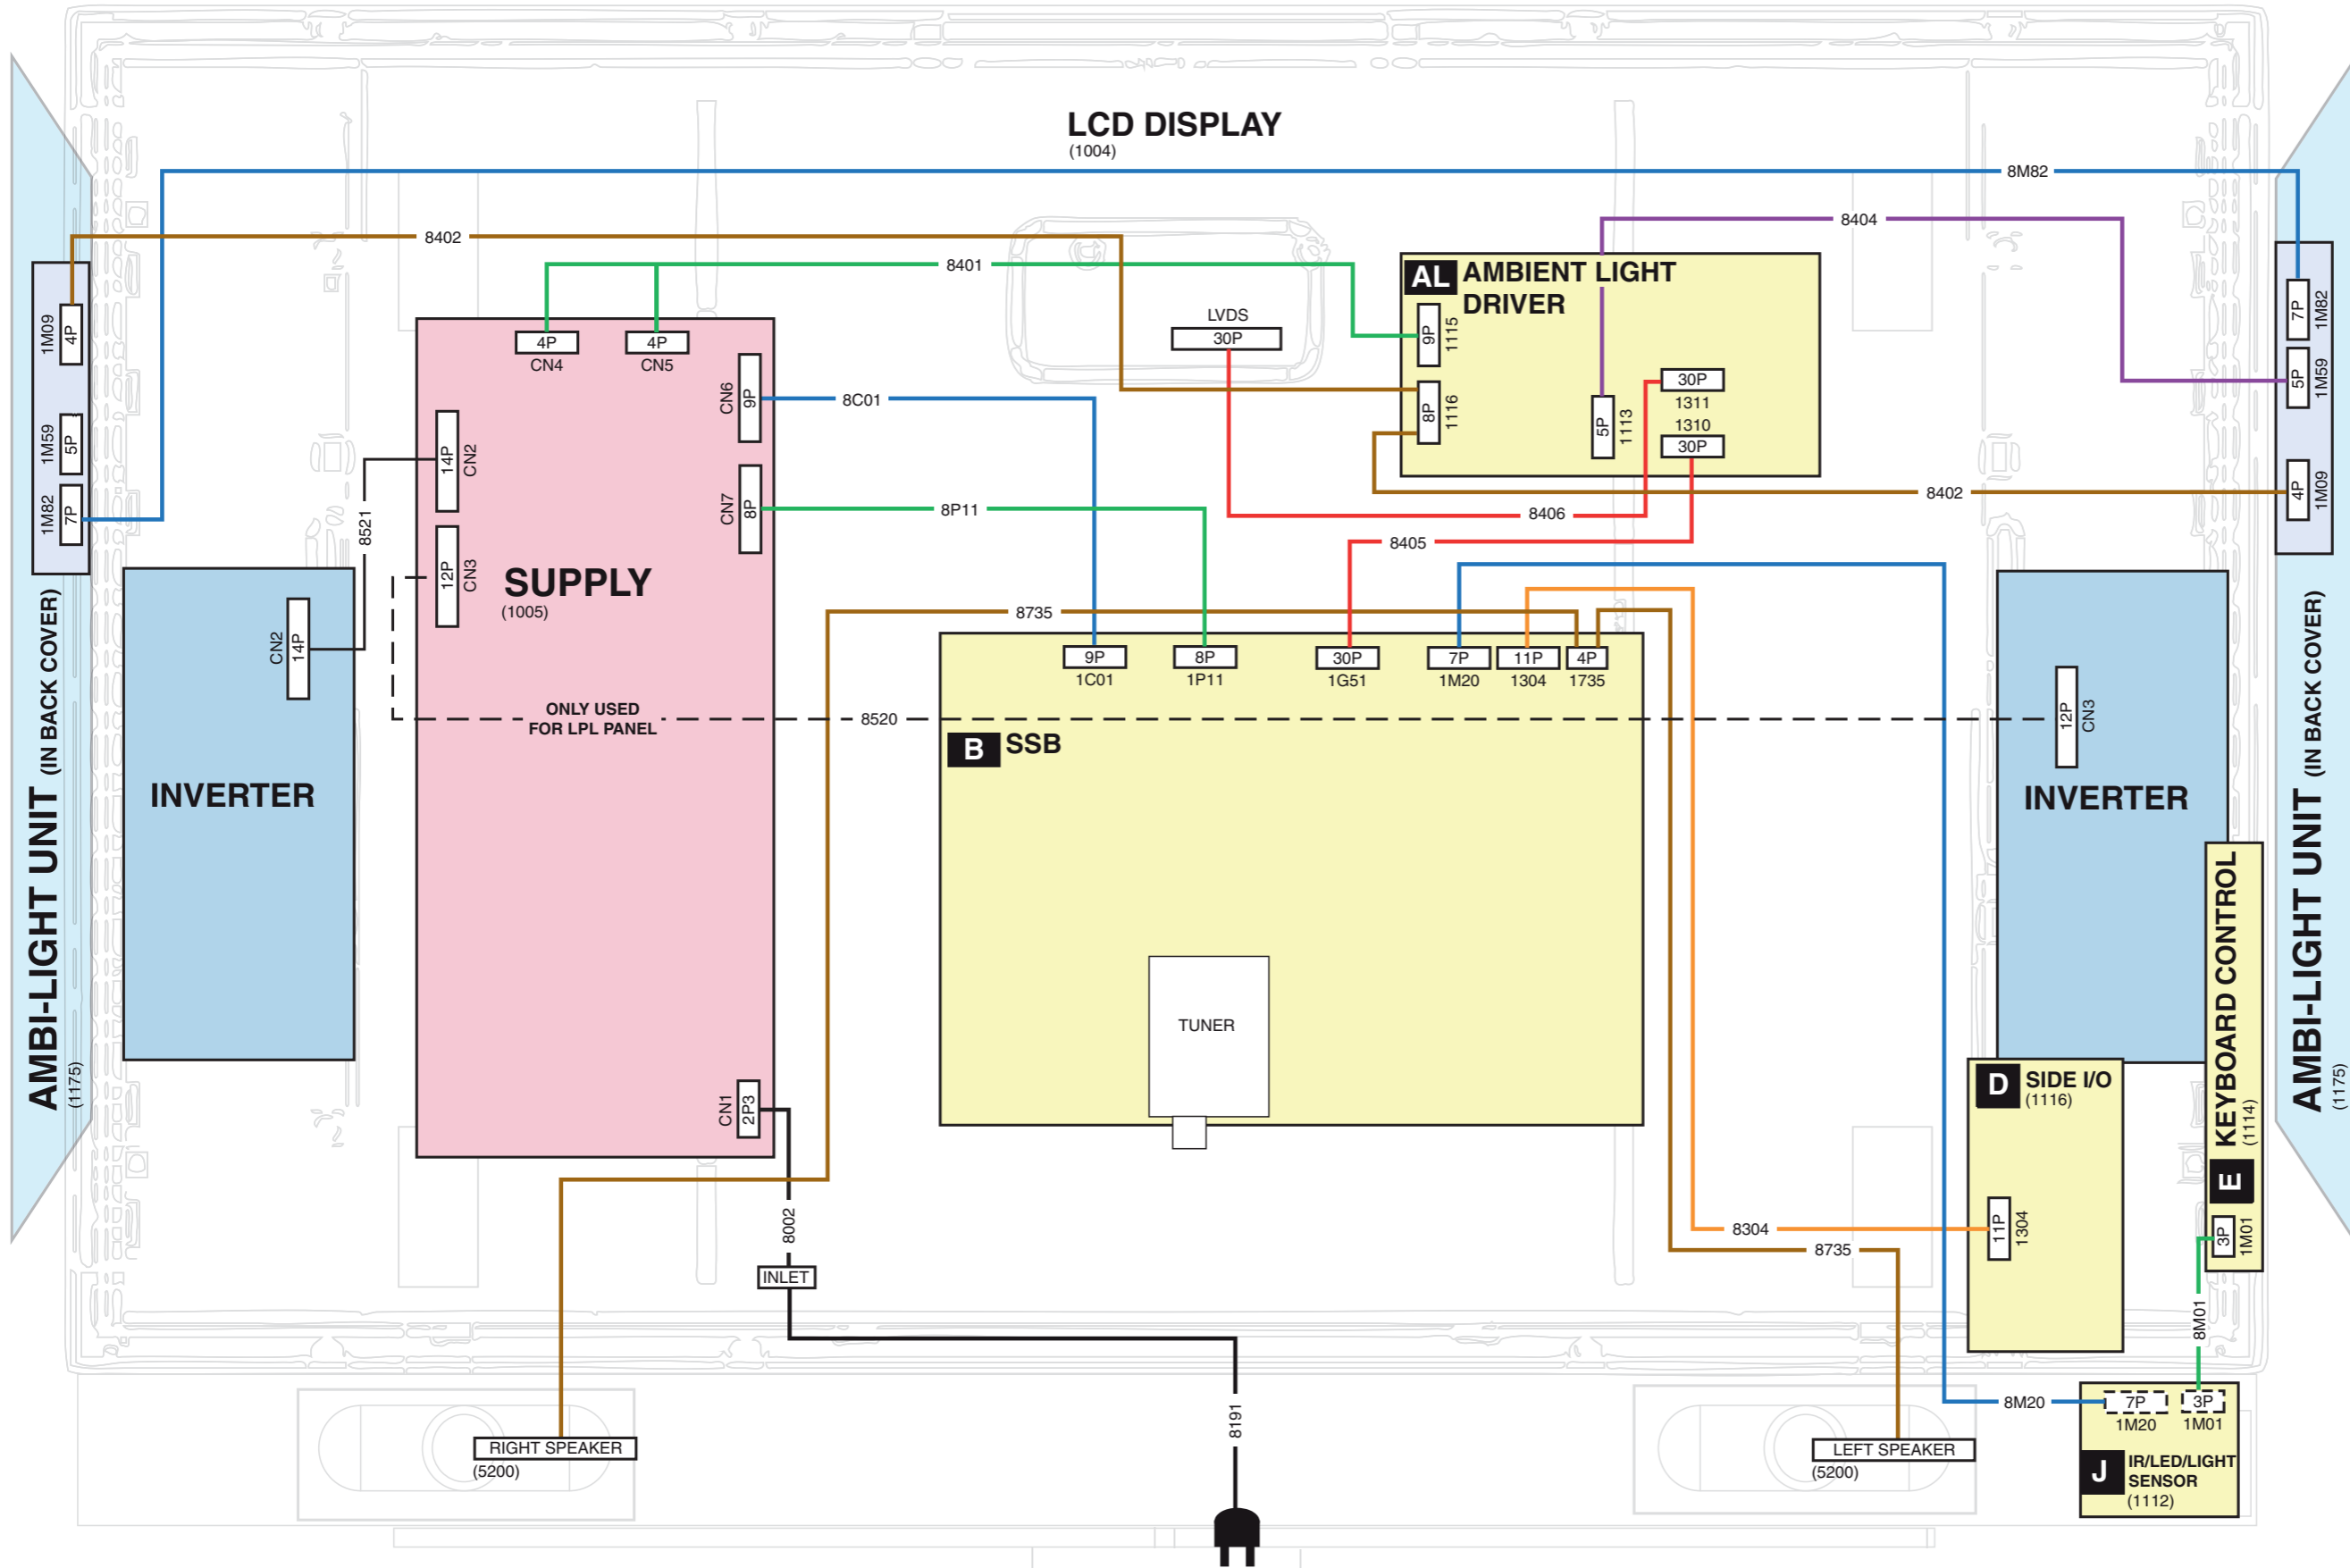 LCD DISPLAY
(1004)
8M82
8404
8402
8401
AL AMBIENT LIGHT
DRIVER
9P
1115
8P
1116
5P
1113
30P
1311
1310
30P
LVDS
30P
1M09
4P
1M59
5P
1M82
7P
7P
1M82
5P
1M59
4P
1M09
4P
CN4
4P
CN5
CN6
9P
8C01
CN7
8P
8P11
14P
CN2
12P
CN3
8521
SUPPLY
(1005)
8402
8406
8405
8735
CN2
14P
9P
1C01
8P
1P11
30P
1G51
7P
1M20
11P
1304
4P
1735
ONLY USED
FOR LPL PANEL
8520
B SSB
12P
CN3
INVERTER
INVERTER
AMBI-LIGHT UNIT (IN BACK COVER)
(1175)
AMBI-LIGHT UNIT (IN BACK COVER)
(1175)
TUNER
CN1
2P3
8002
INLET
D SIDE I/O
(1116)
11P
1304
E KEYBOARD CONTROL
(1114)
3P
1M01
8304
8735
8M01
8M20
7P
1M20
3P
1M01
J IR/LED/LIGHT
SENSOR
(1112)
RIGHT SPEAKER
(5200)
8191
LEFT SPEAKER
(5200)